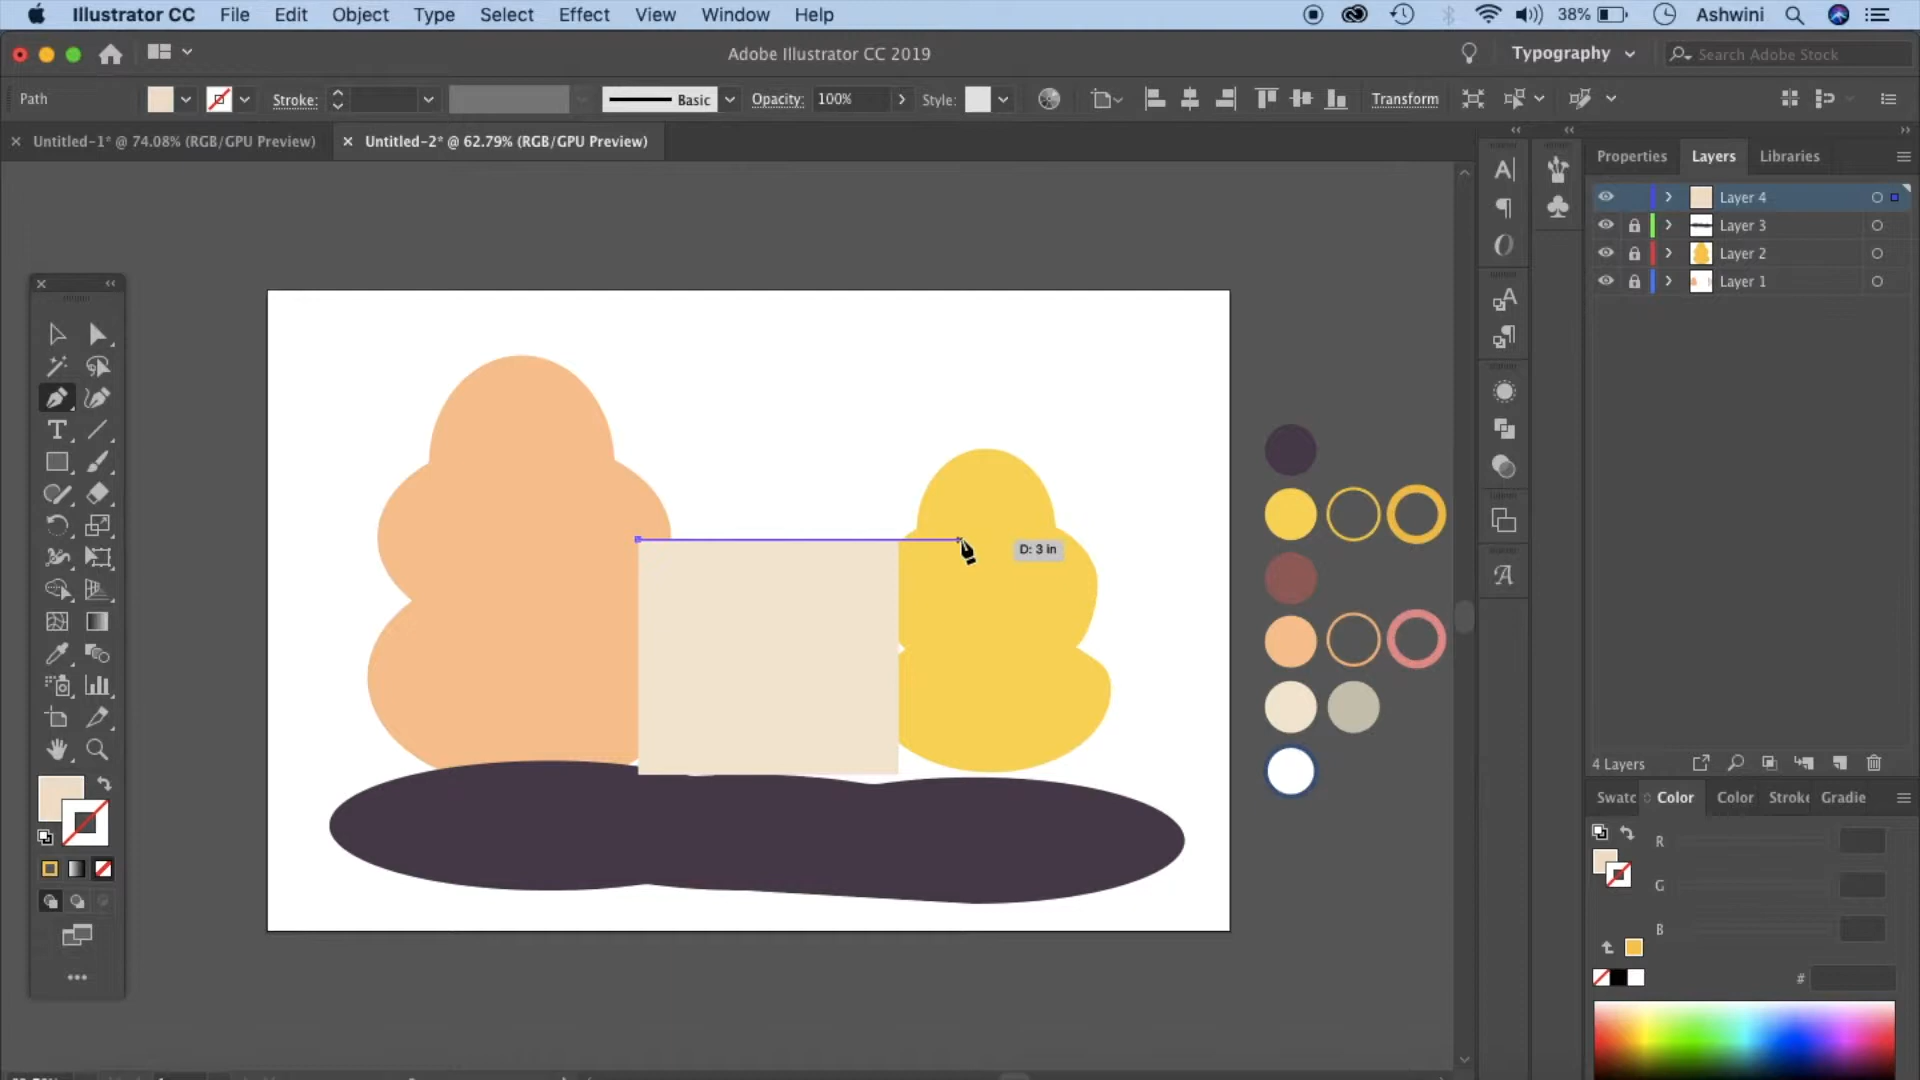 Illustrator CC File Edit Object Type Select Effect View Window Help 38% Ashwini
Adobe Illustrator CC 2019 Typography Search Adobe Stock
Path Stroke: Basic Opacity: 100% Style: Transform
Untitled-1* @ 74.08% (RGB/GPU Preview) Untitled-2* @ 62.79% (RGB/GPU Preview)
Properties Layers Libraries
Layer 4
Layer 3
Layer 2
Layer 1
D: 3 in
4 Layers
Swatc Color Color Stroke Gradie
R
G
B
#